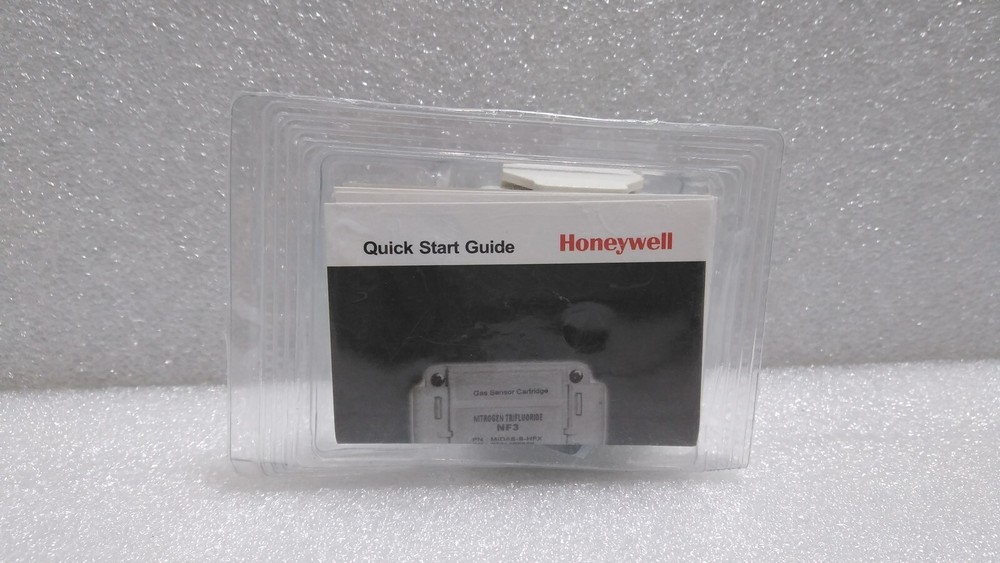 Quick Start Guide
Honeywell
Gas Sensor Cartridge
NITROGEN TRIFLUORIDE
NF3